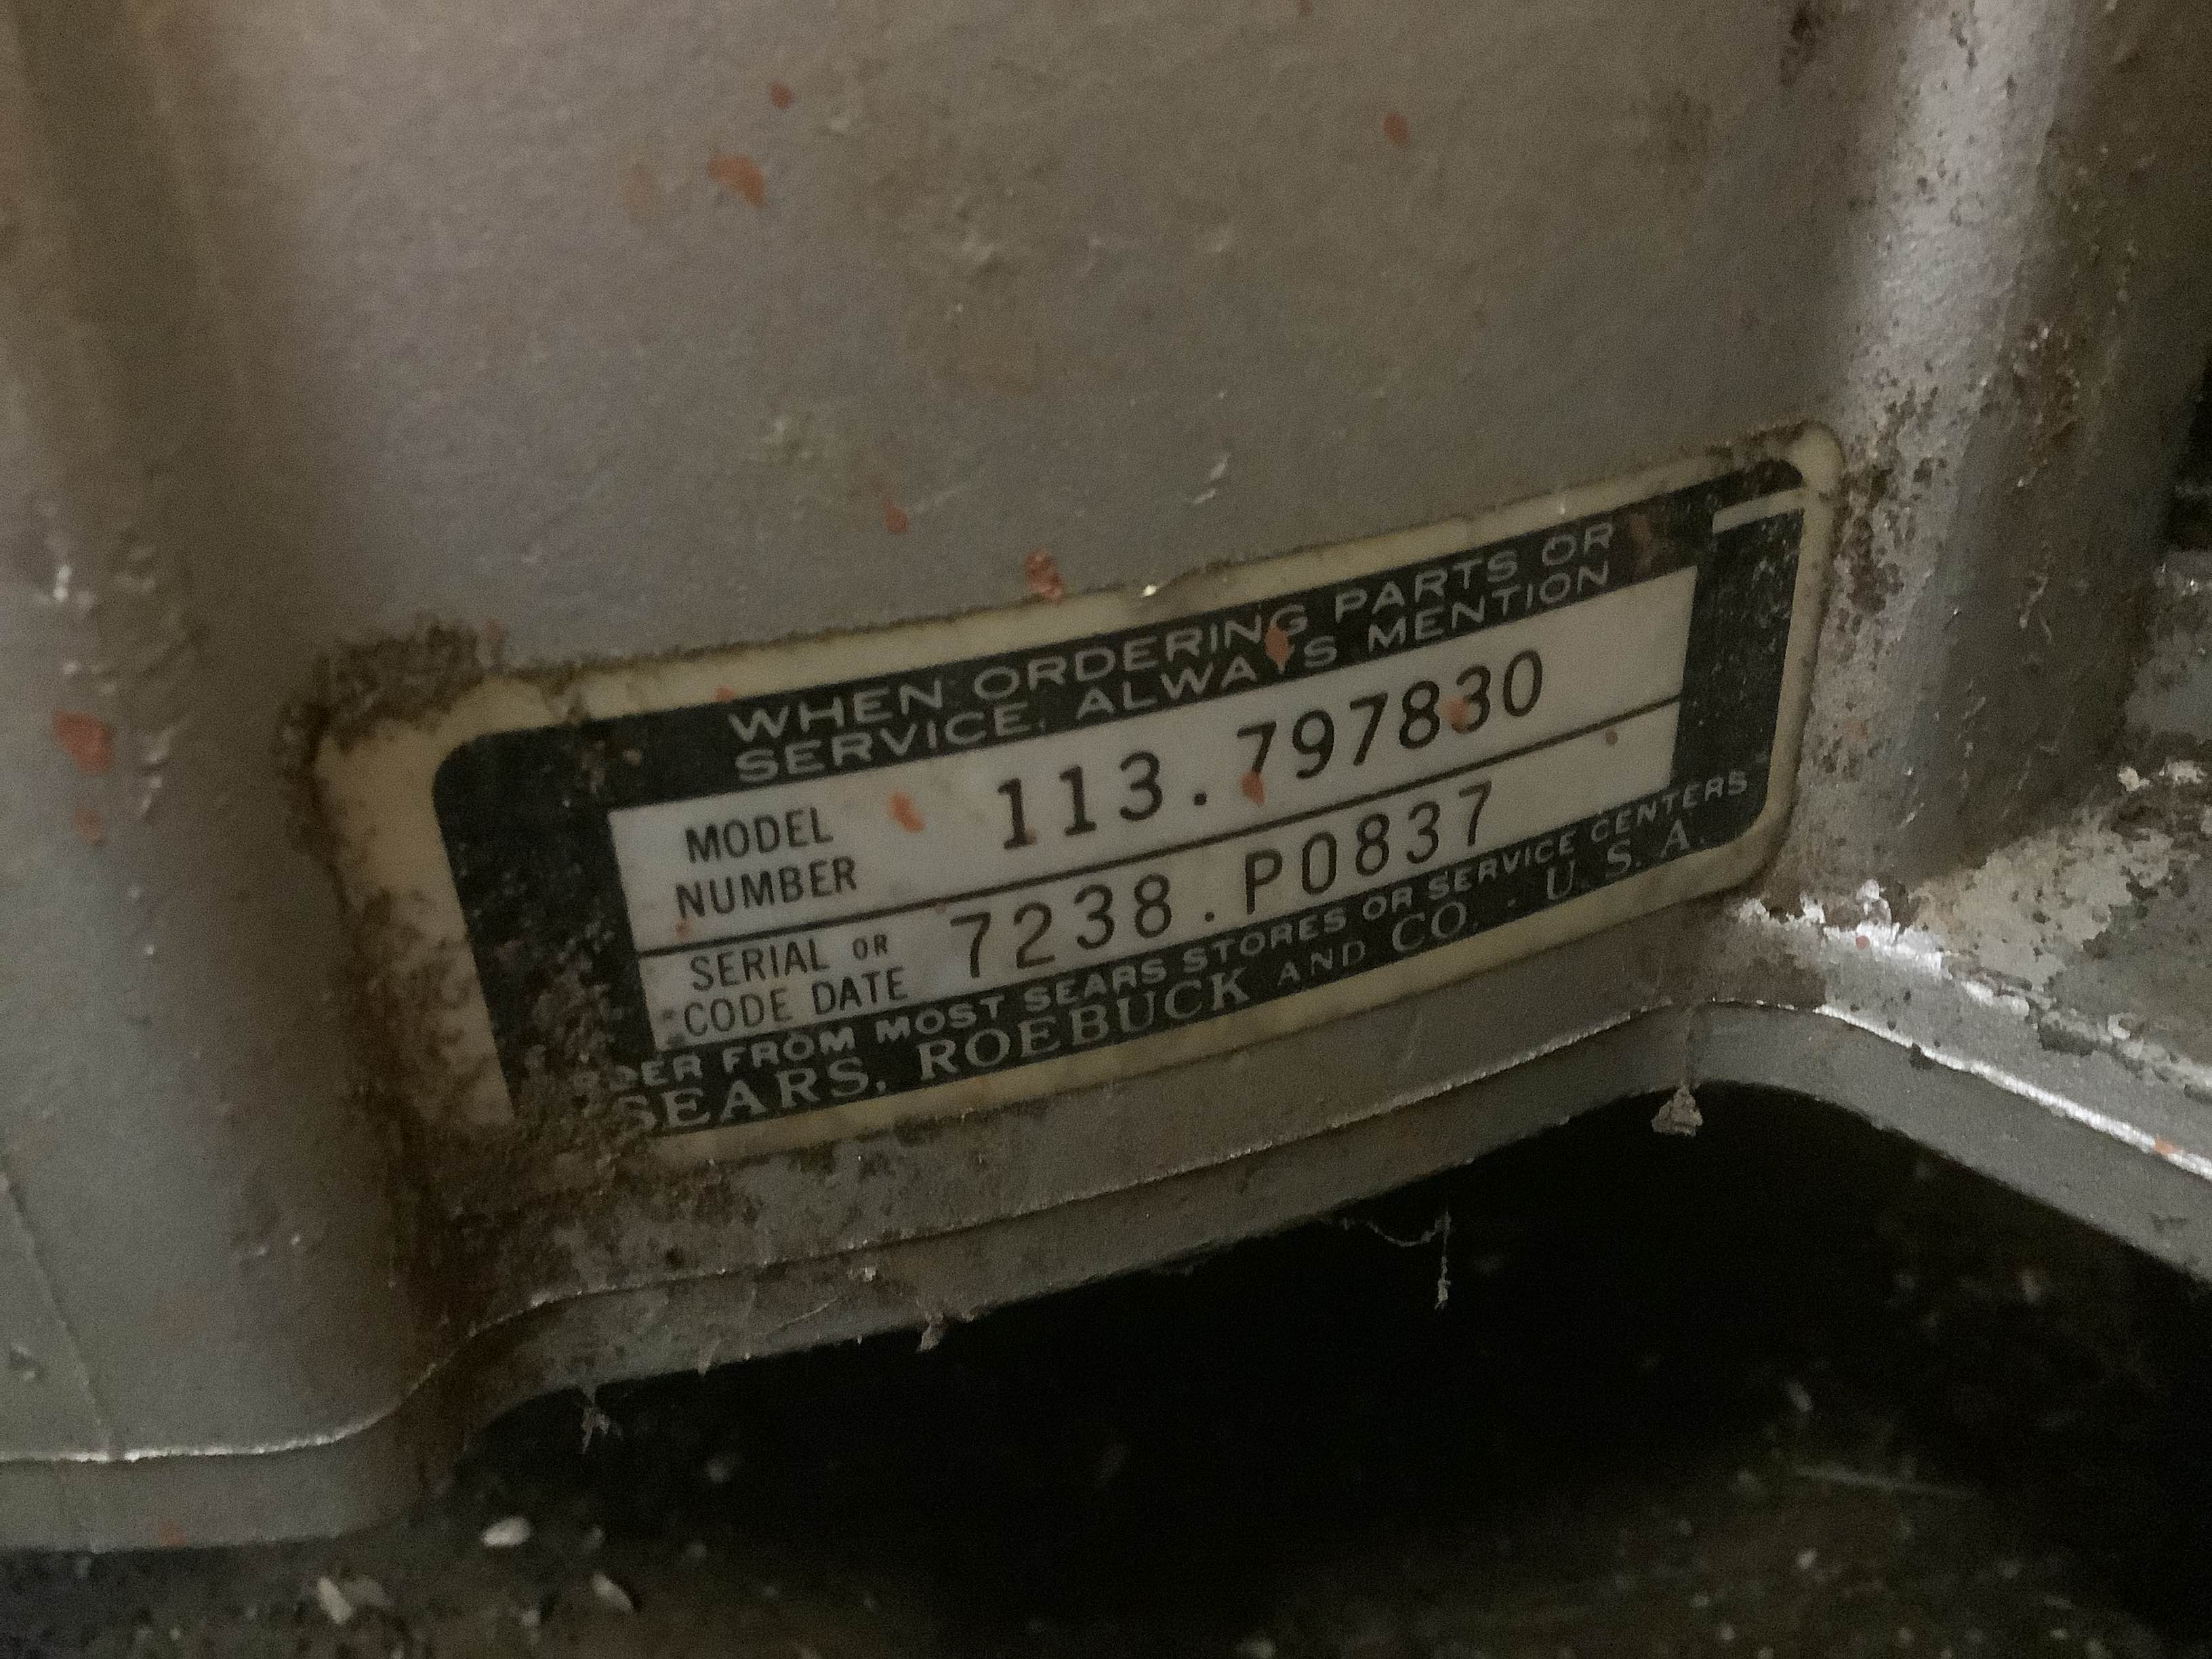 WHEN ORDERING PARTS OR
SERVICE, ALWAYS MENTION
MODEL NUMBER 113.797830
SERIAL OR CODE DATE 7238.P0837
FROM MOST SEARS STORES OR SERVICE CENTERS
SEARS, ROEBUCK AND CO. · U.S.A.